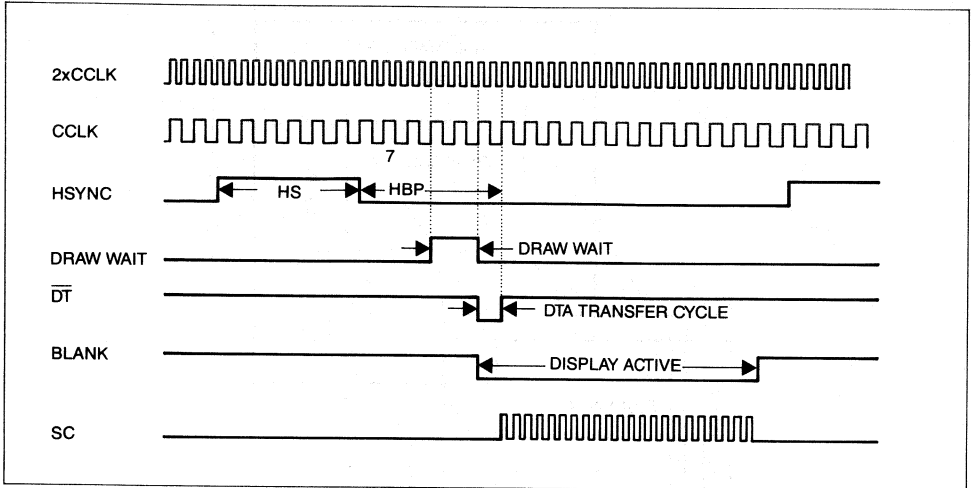 2xCCLK
CCLK
7
HSYNC
HS
HBP
DRAW WAIT
DRAW WAIT
DT
DTA TRANSFER CYCLE
BLANK
DISPLAY ACTIVE
SC